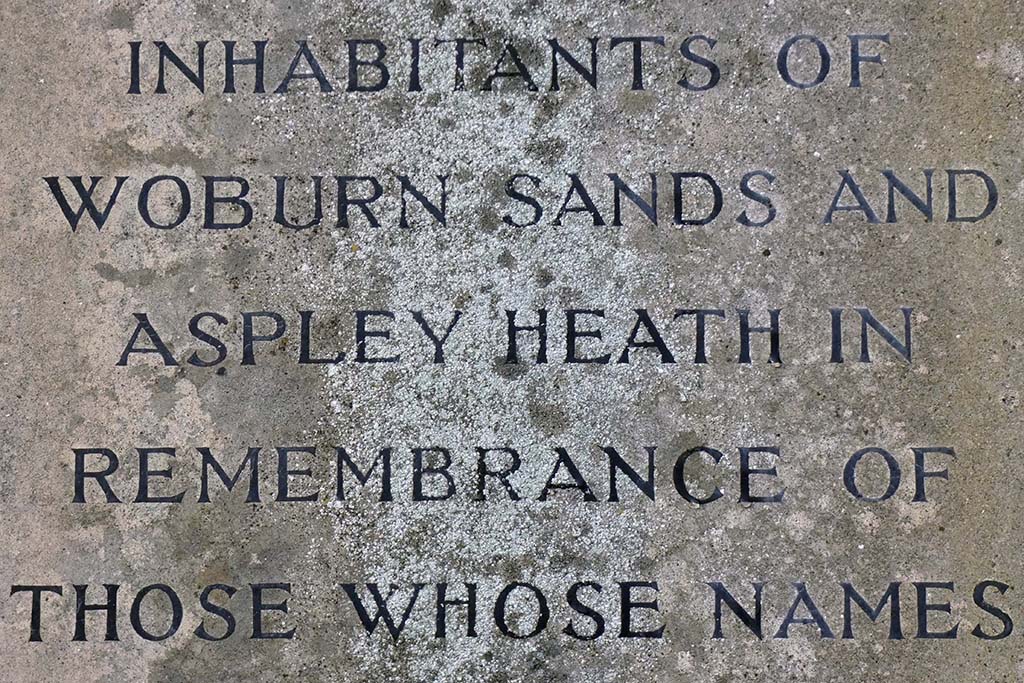 INHABITANTS OF
WOBURN SANDS AND
ASPLEY HEATH IN
REMEMBRANCE OF
THOSE WHOSE NAMES